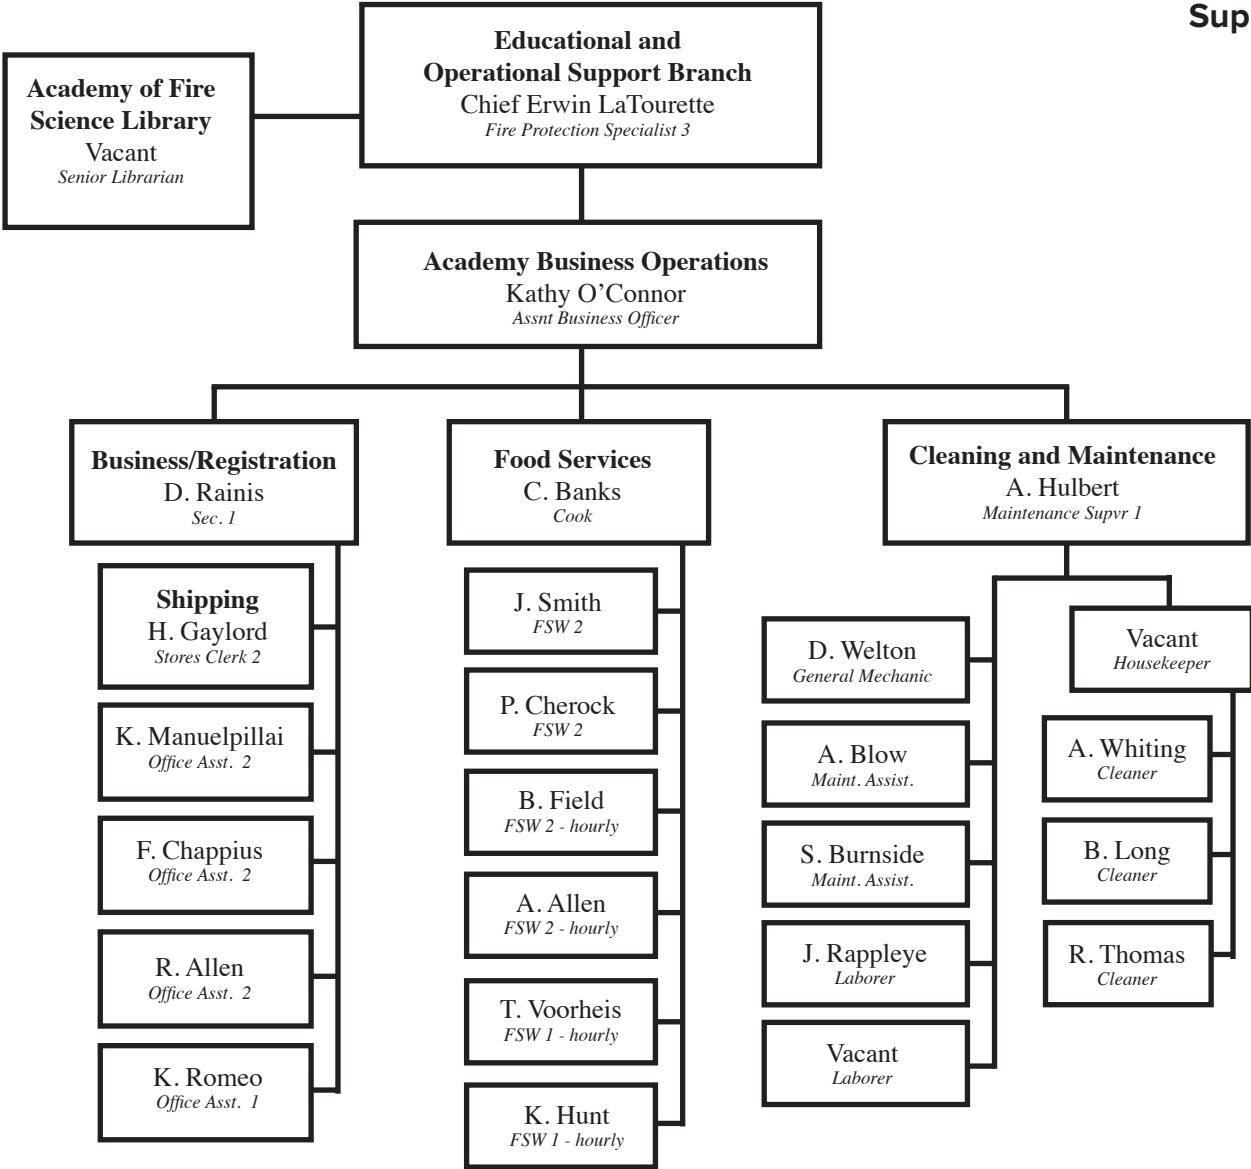 Sup
Educational and
Operational Support Branch
Chief Erwin LaTourette
Fire Protection Specialist 3
Academy of Fire
Science Library
Vacant
Senior Librarian
Academy Business Operations
Kathy O’Connor
Assnt Business Officer
Business/Registration
D. Rainis
Sec. 1
Shipping
H. Gaylord
Stores Clerk 2
K. Manuelpillai
Office Asst. 2
F. Chappius
Office Asst. 2
R. Allen
Office Asst. 2
K. Romeo
Office Asst. 1
Food Services
C. Banks
Cook
J. Smith
FSW 2
P. Cherock
FSW 2
B. Field
FSW 2 - hourly
A. Allen
FSW 2 - hourly
T. Voorheis
FSW 1 - hourly
K. Hunt
FSW 1 - hourly
Cleaning and Maintenance
A. Hulbert
Maintenance Supvr 1
D. Welton
General Mechanic
A. Blow
Maint. Assist.
S. Burnside
Maint. Assist.
J. Rappleye
Laborer
Vacant
Laborer
Vacant
Housekeeper
A. Whiting
Cleaner
B. Long
Cleaner
R. Thomas
Cleaner